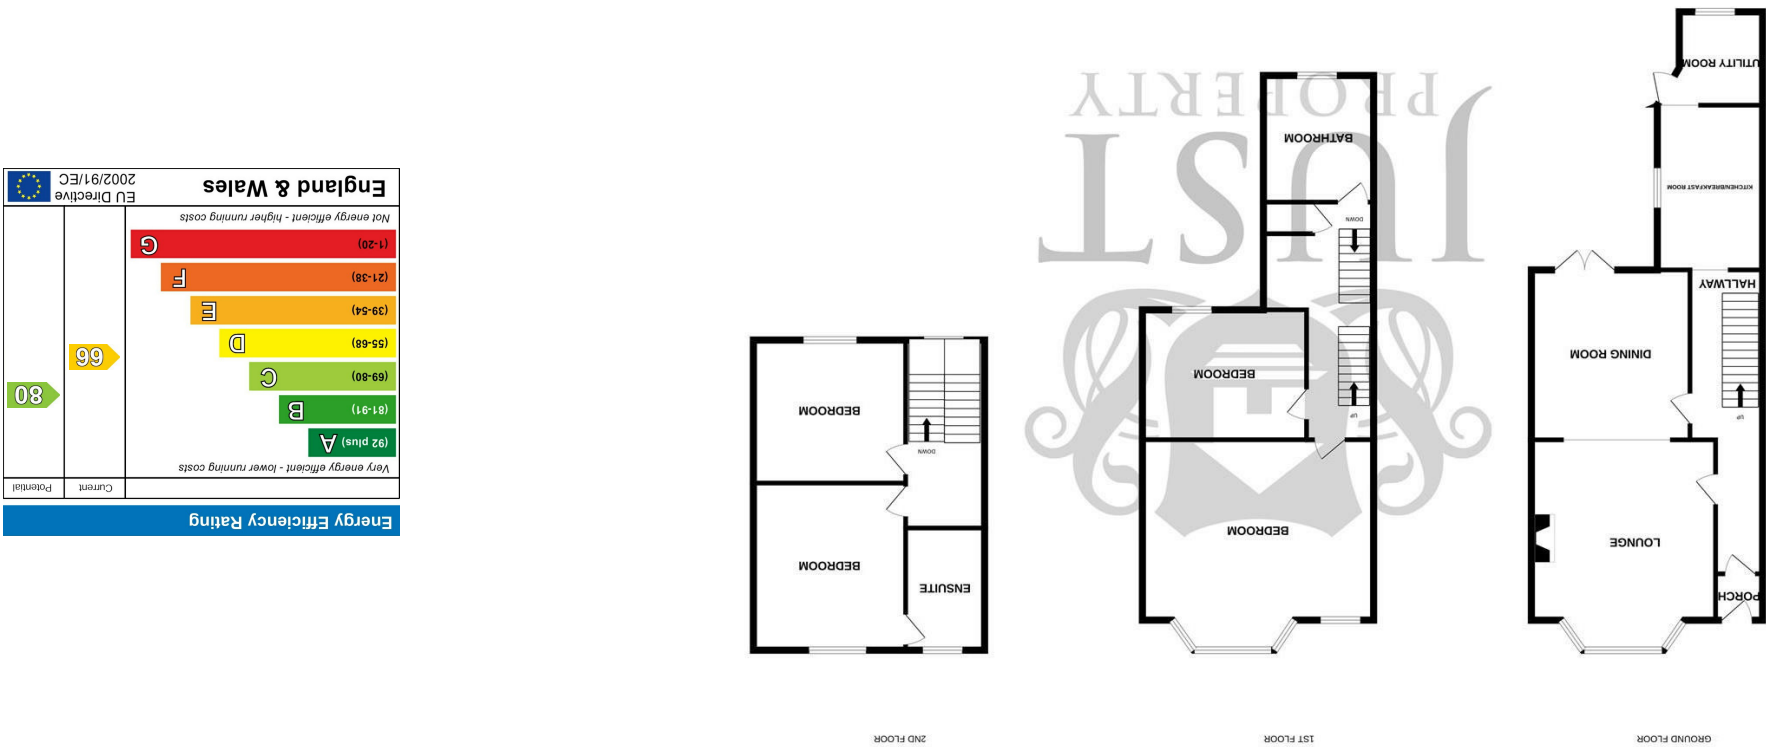 GROUND FLOOR
1ST FLOOR
2ND FLOOR
PORCH
LOUNGE
UP
DINING ROOM
HALLWAY
KITCHEN/BREAKFAST ROOM
UTILITY ROOM
BEDROOM
UP
BEDROOM
DOWN
BATHROOM
JUST
PROPERTY
ENSUITE
BEDROOM
DOWN
BEDROOM
Energy Efficiency Rating
Current
Potential
Very energy efficient - lower running costs
(92 plus) A
(81-91) B
(69-80) C
(55-68) D
(39-54) E
(21-38) F
(1-20) G
66
80
Not energy efficient - higher running costs
England & Wales
EU Directive
2002/91/EC